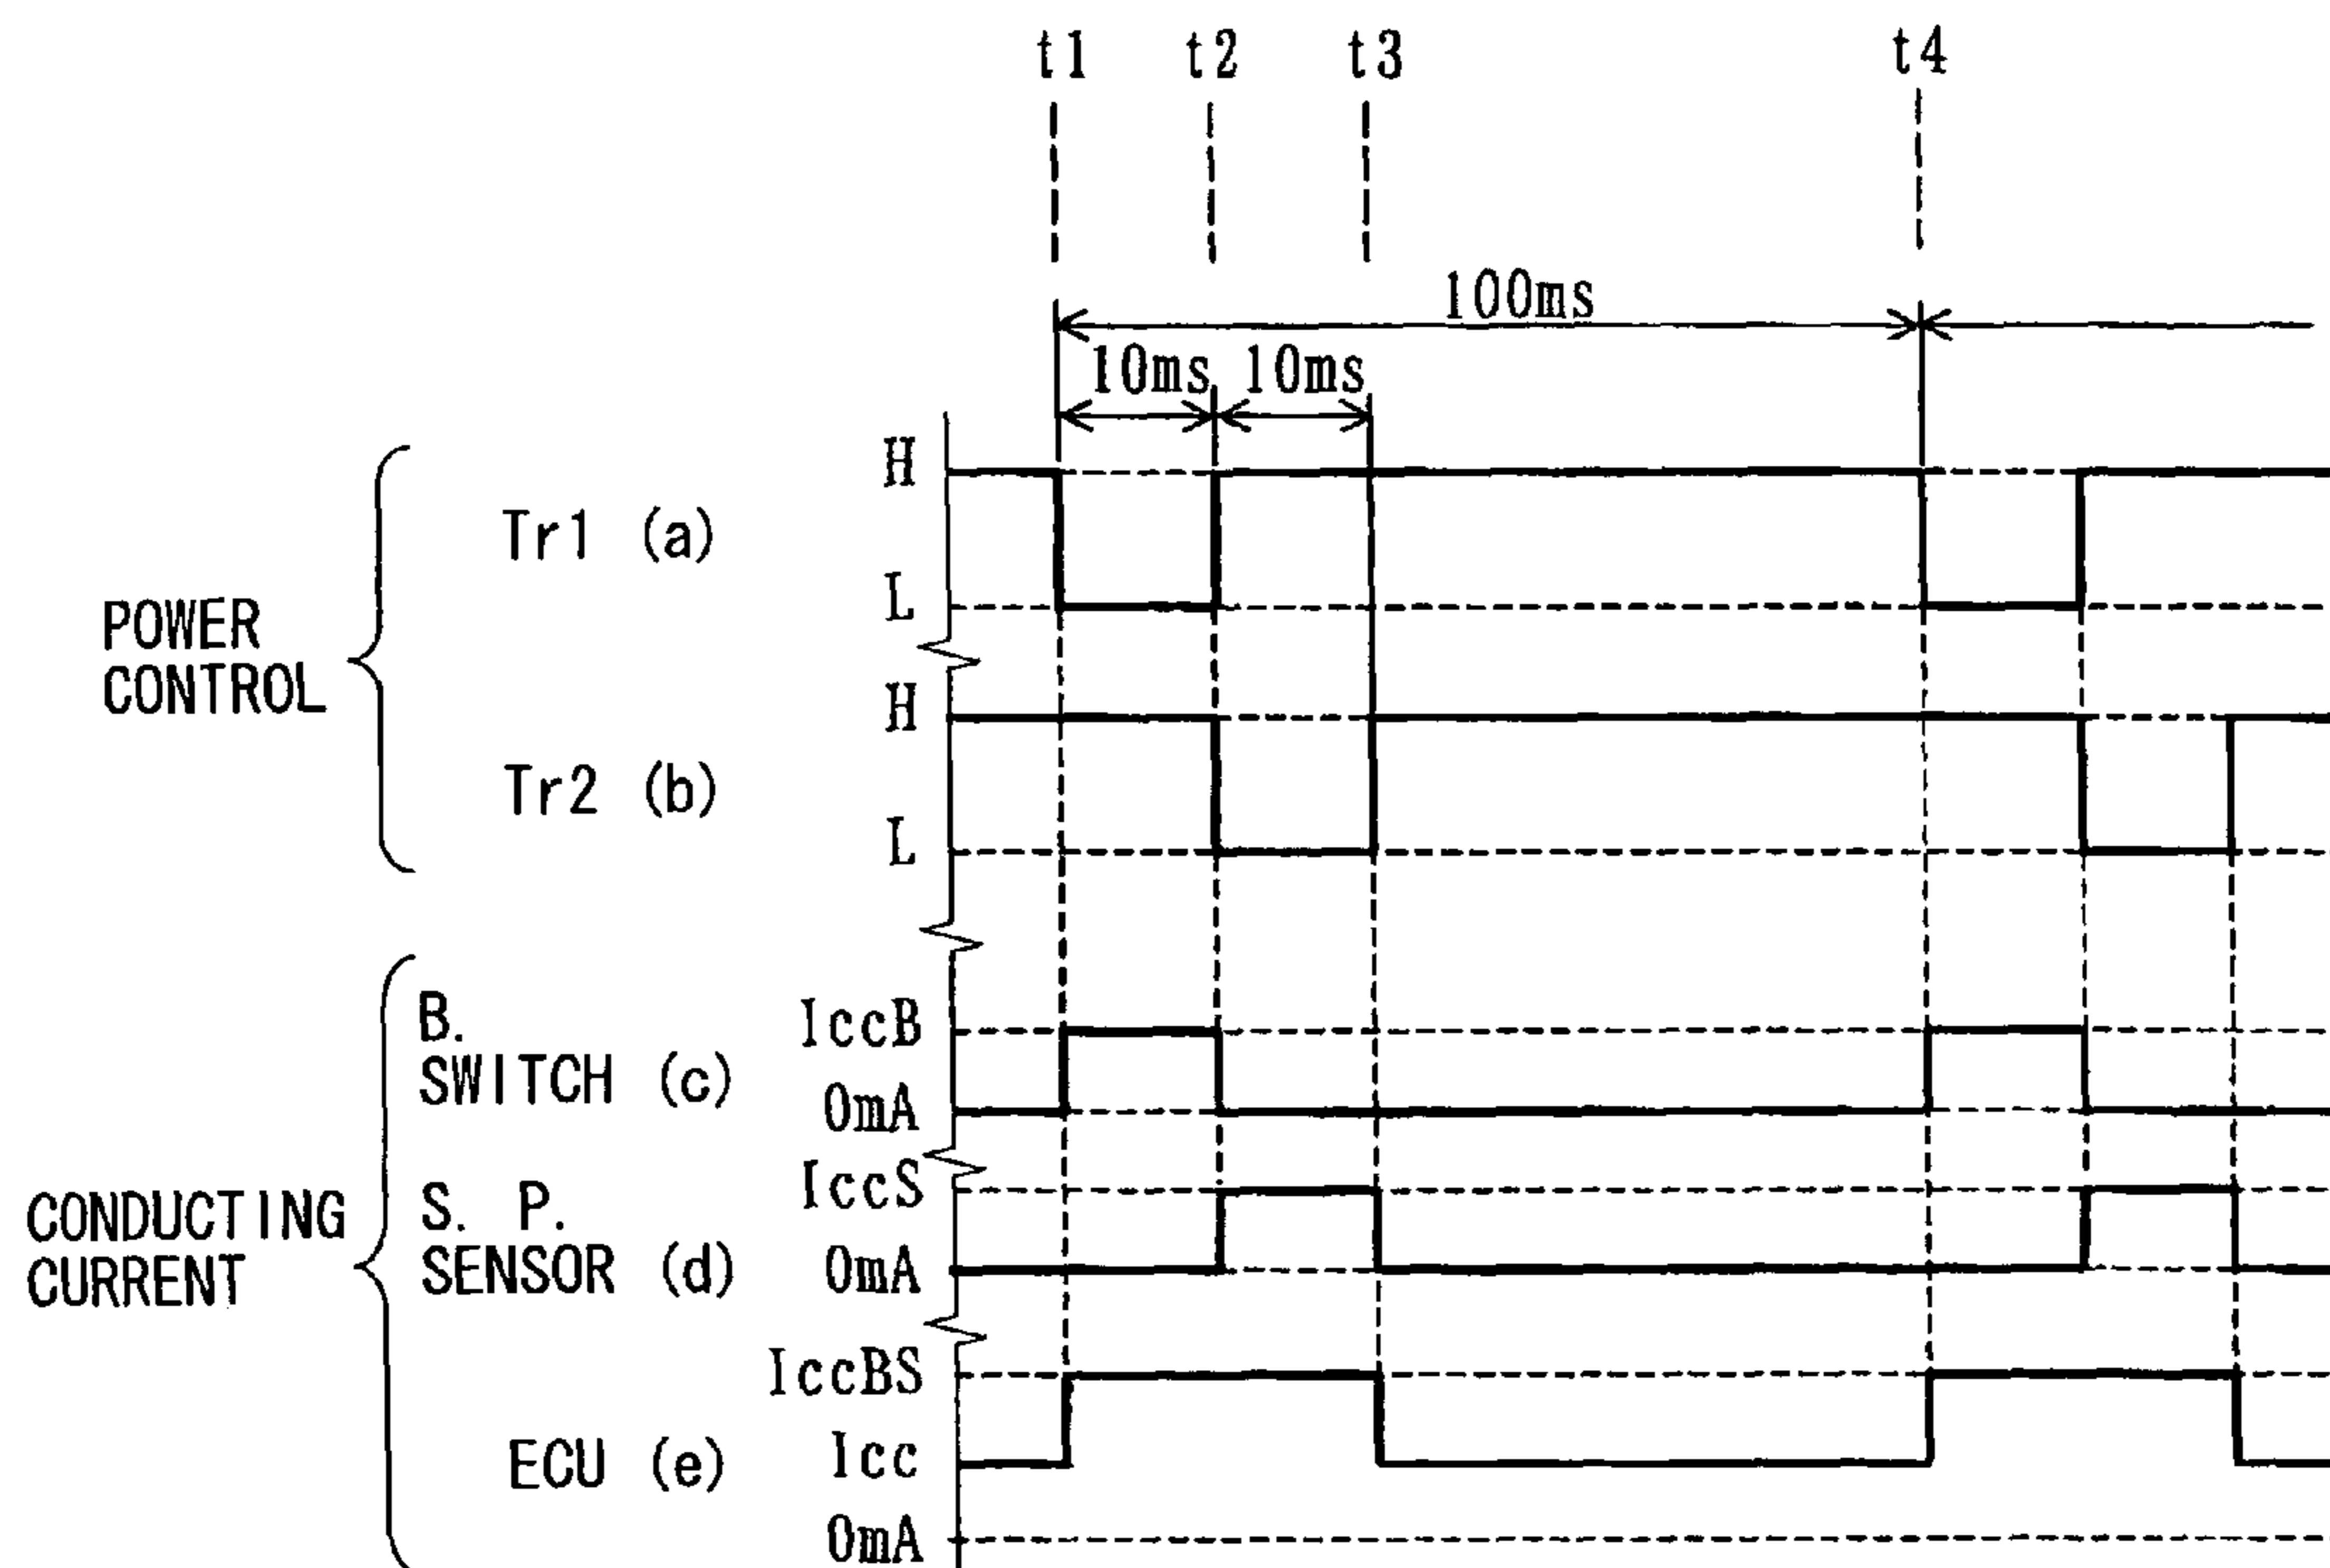 t1 t2 t3 t4
100ms
10ms 10ms
H
Tr1 (a)
L
POWER
CONTROL
H
Tr2 (b)
L
B.
SWITCH (c)
IccB
0mA
IccS
S. P.
SENSOR (d)
0mA
CONDUCTING
CURRENT
IccBS
ECU (e)
Icc
0mA